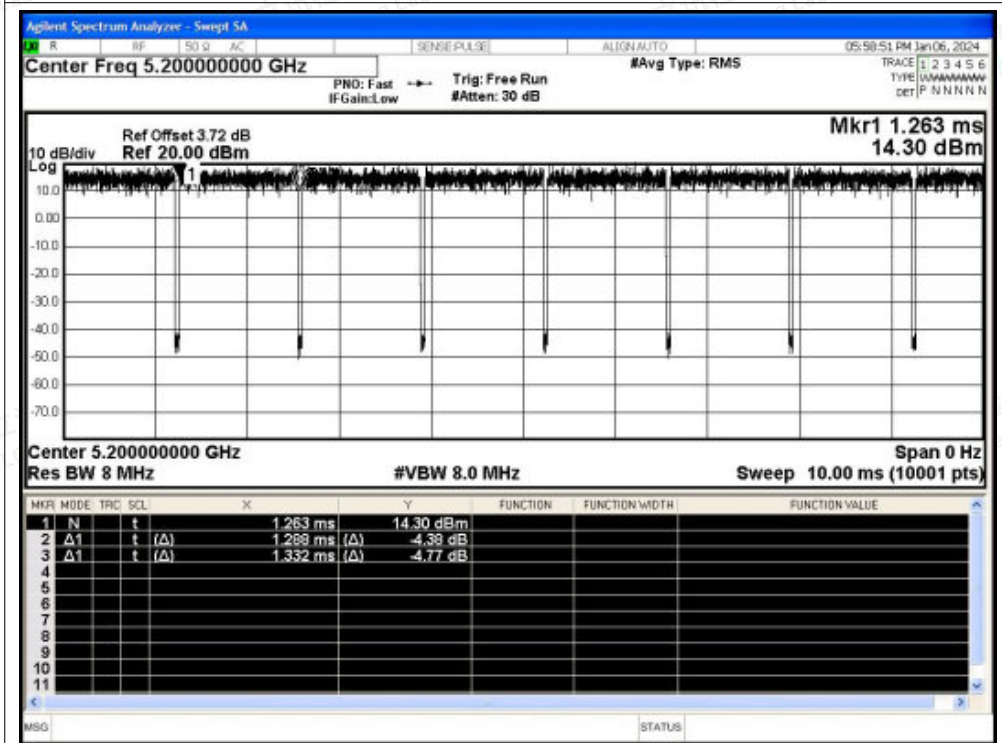 Agilent Spectrum Analyzer - Swept SA
R RF 50 Ω AC SENSE:PULSE ALIGN AUTO 05:58:51 PM Jan 06, 2024
Center Freq 5.200000000 GHz #Avg Type: RMS TRACE 1 2 3 4 5 6
PNO: Fast Trig: Free Run TYPE
IFGain:Low #Atten: 30 dB DET P N N N N N
Mkr1 1.263 ms
Ref Offset 3.72 dB
10 dB/div Ref 20.00 dBm 14.30 dBm
Log
1
10.0
0.00
-10.0
-20.0
-30.0
-40.0
-50.0
-60.0
-70.0
Center 5.200000000 GHz Span 0 Hz
Res BW 8 MHz #VBW 8.0 MHz Sweep 10.00 ms (10001 pts)
MKR MODE TRC SCL X Y FUNCTION FUNCTION WIDTH FUNCTION VALUE
1 N t 1.263 ms 14.30 dBm
2 Δ1 t (Δ) 1.288 ms (Δ) -4.38 dB
3 Δ1 t (Δ) 1.332 ms (Δ) -4.77 dB
4
5
6
7
8
9
10
11
MSG STATUS